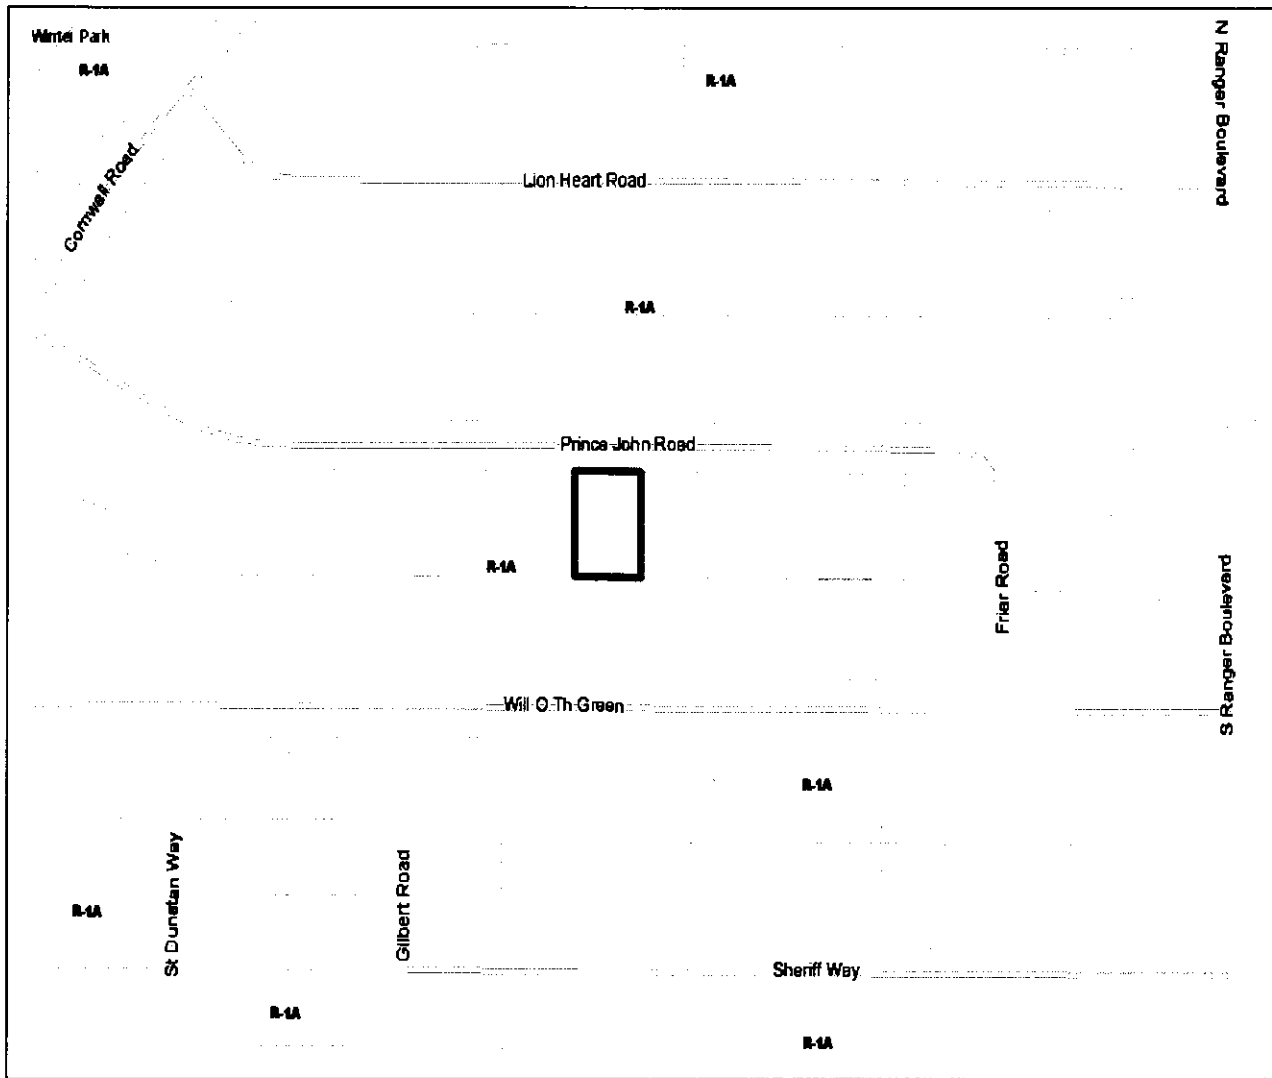 Winter Park
R-1A
R-1A
N Ranger Boulevard
Cornwall Road
Lion Heart Road
R-1A
Prince John Road
R-1A
Friar Road
S Ranger Boulevard
Will O Th Green
R-1A
St Dunstan Way
Gilbert Road
R-1A
Sheriff Way
R-1A
R-1A